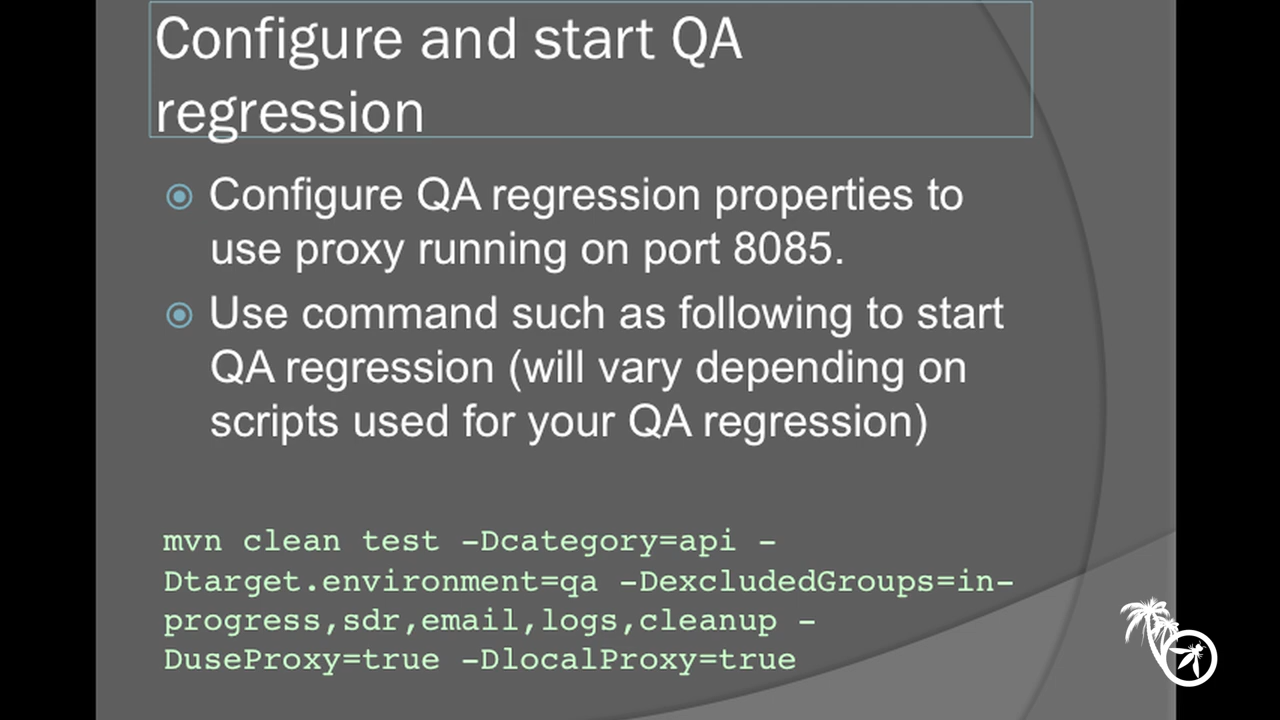 Configure and start QA
regression
Configure QA regression properties to
use proxy running on port 8085.
Use command such as following to start
QA regression (will vary depending on
scripts used for your QA regression)
mvn clean test -Dcategory=api -
Dtarget.environment=qa -DexcludedGroups=in-
progress,sdr,email,logs,cleanup -
DuseProxy=true -DlocalProxy=true